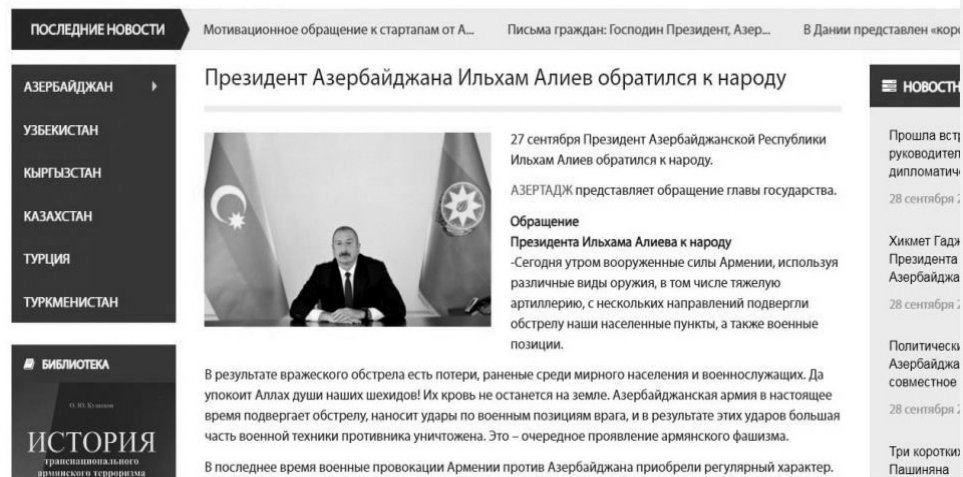 ПОСЛЕДНИЕ НОВОСТИ
Мотивационное обращение к стартапам от А...
Письма граждан: Господин Президент, Азер...
В Дании представлен «коро
АЗЕРБАЙДЖАН
УЗБЕКИСТАН
КЫРГЫЗСТАН
КАЗАХСТАН
ТУРЦИЯ
ТУРКМЕНИСТАН
БИБЛИОТЕКА
ИСТОРИЯ
транснационального
армянского терроризма
Президент Азербайджана Ильхам Алиев обратился к народу
27 сентября Президент Азербайджанской Республики
Ильхам Алиев обратился к народу.
АЗЕРТАДЖ представляет обращение главы государства.
Обращение
Президента Ильхама Алиева к народу
-Сегодня утром вооруженные силы Армении, используя
различные виды оружия, в том числе тяжелую
артиллерию, с нескольких направлений подвергли
обстрелу наши населенные пункты, а также военные
позиции.
В результате вражеского обстрела есть потери, раненые среди мирного населения и военнослужащих. Да
упокоит Аллах души наших шехидов! Их кровь не останется на земле. Азербайджанская армия в настоящее
время подвергает обстрелу, наносит удары по военным позициям врага, и в результате этих ударов большая
часть военной техники противника уничтожена. Это – очередное проявление армянского фашизма.
В последнее время военные провокации Армении против Азербайджана приобрели регулярный характер.
НОВОСТН
Прошла встр
руководител
дипломатич
28 сентября
Хикмет Гадж
Президента
Азербайджа
28 сентября
Политически
Азербайджа
совместное
28 сентября
Три коротких
Пашиняна